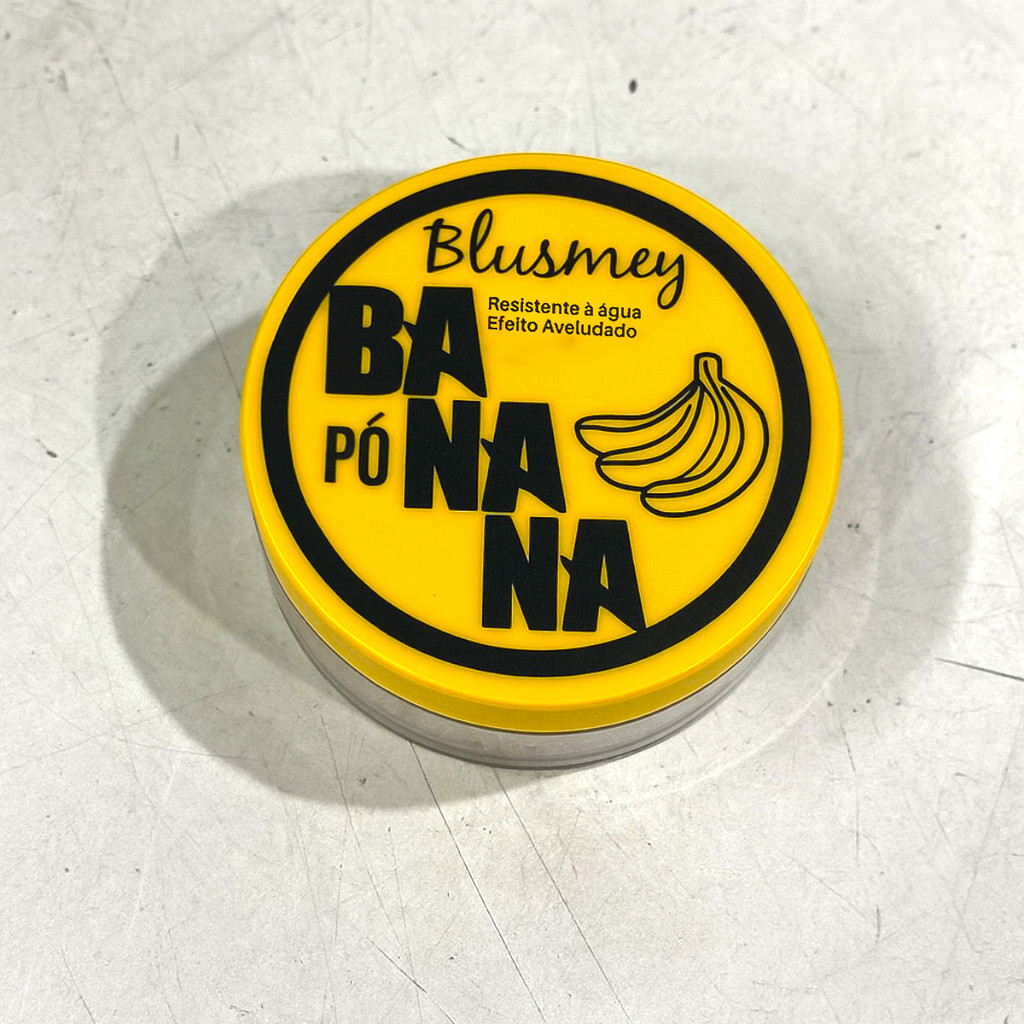 Blusmey
Resistente à água
Efeito Aveludado
BA
PÓ NA
NA